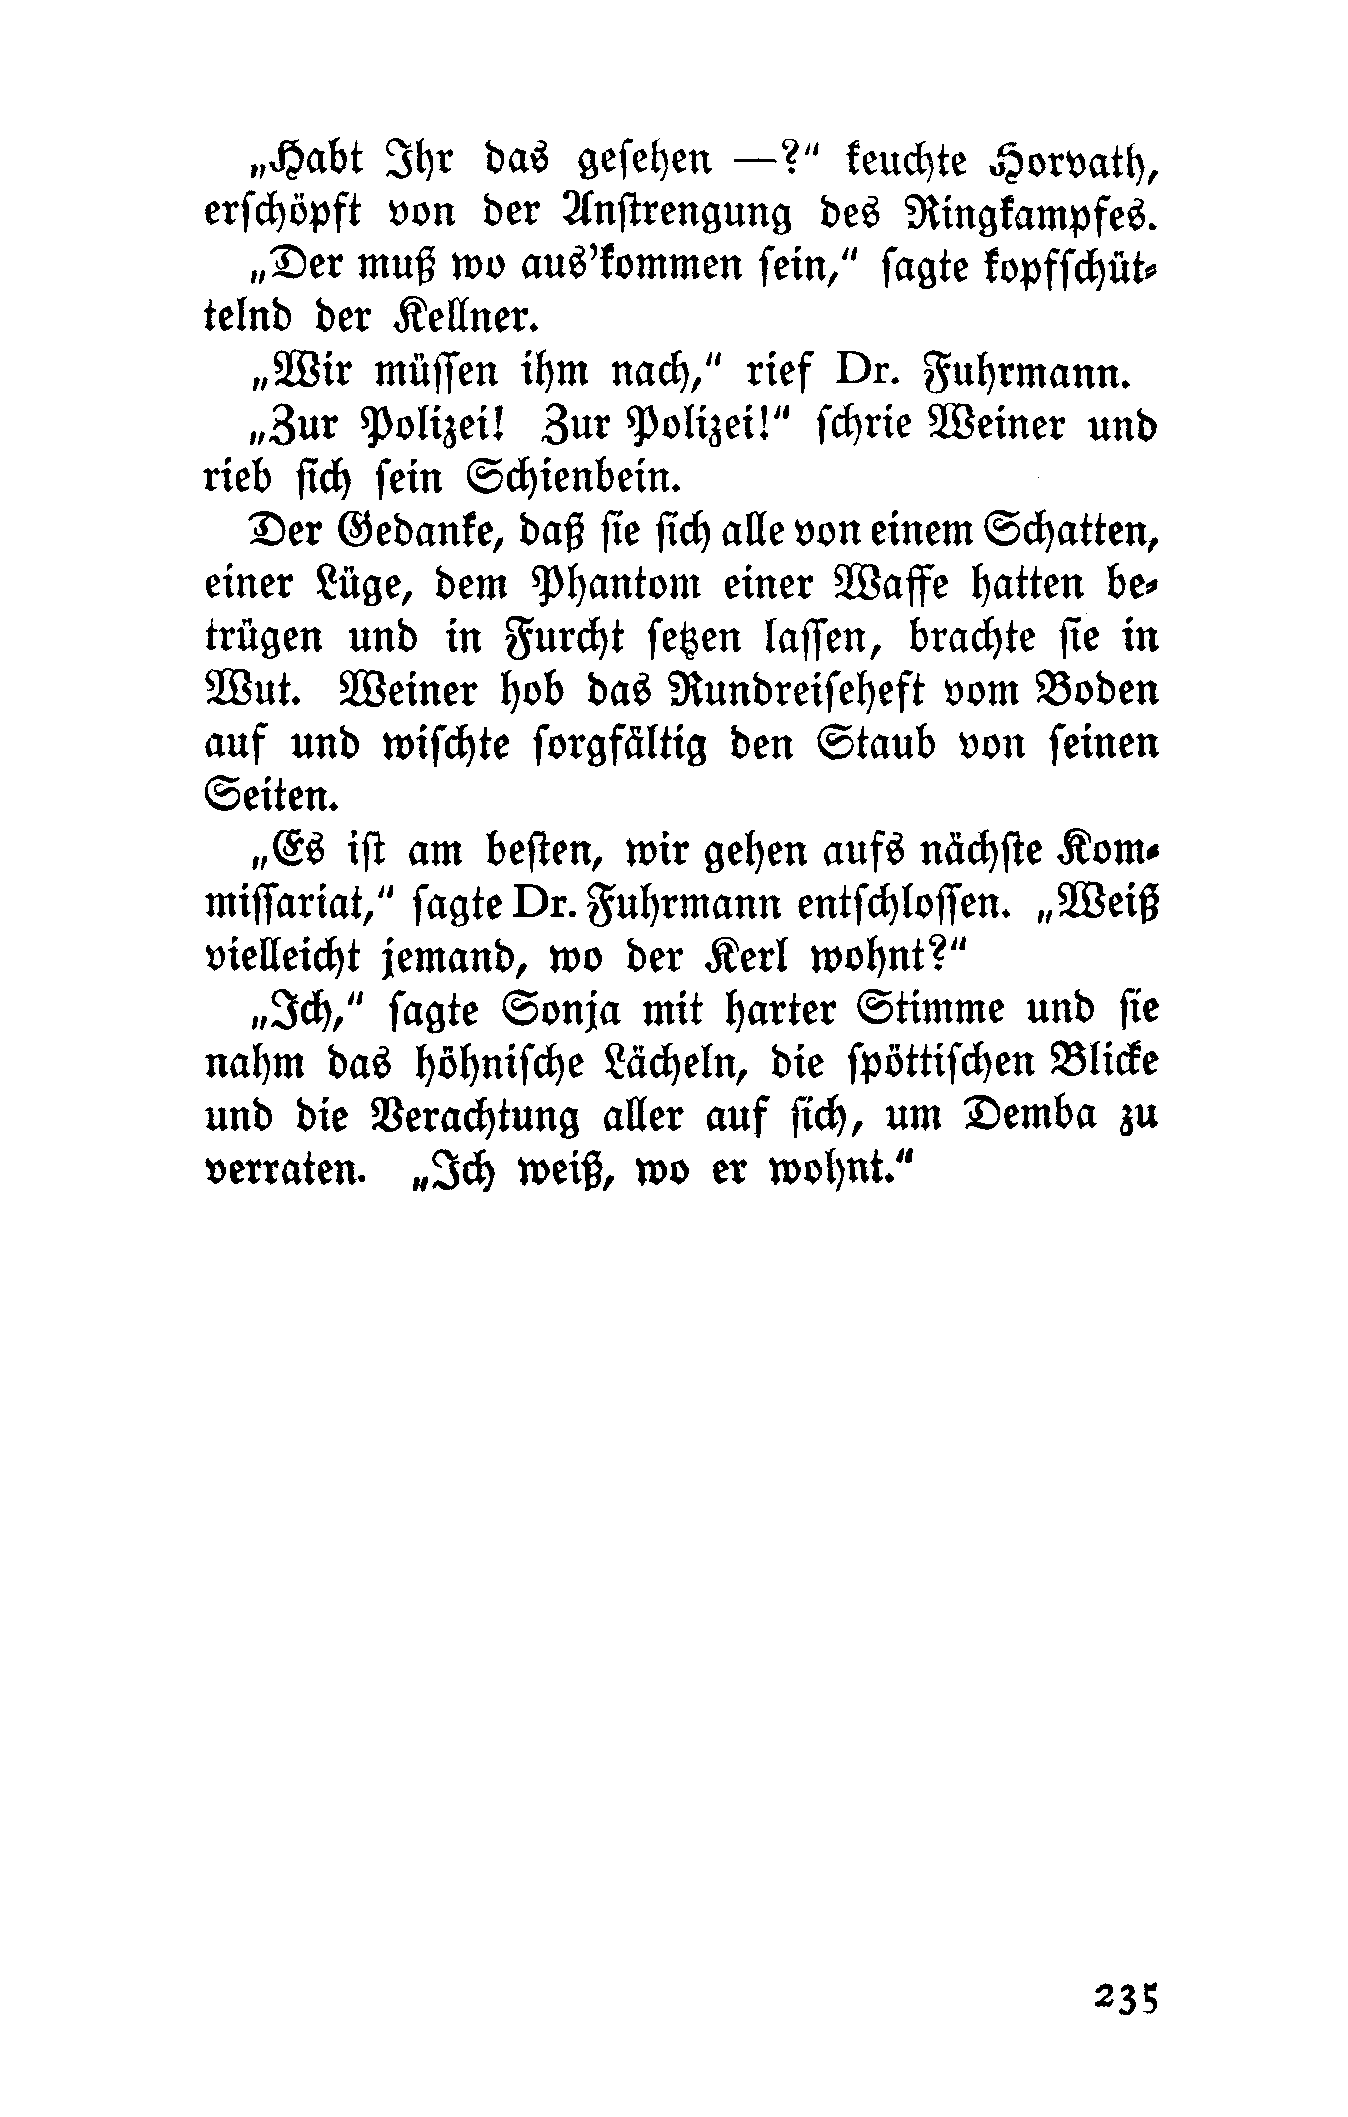 „Habt Ihr das gesehen —?“ keuchte Horvath,
erschöpft von der Anstrengung des Ringkampfes.
„Der muß wo aus’kommen sein,“ sagte kopfschüt-
telnd der Kellner.
„Wir müssen ihm nach,“ rief Dr. Fuhrmann.
„Zur Polizei! Zur Polizei!“ schrie Weiner und
rieb sich sein Schienbein.
Der Gedanke, daß sie sich alle von einem Schatten,
einer Lüge, dem Phantom einer Waffe hatten be-
trügen und in Furcht setzen lassen, brachte sie in
Wut. Weiner hob das Rundreiseheft vom Boden
auf und wischte sorgfältig den Staub von seinen
Seiten.
„Es ist am besten, wir gehen aufs nächste Kom-
missariat,“ sagte Dr. Fuhrmann entschlossen. „Weiß
vielleicht jemand, wo der Kerl wohnt?“
„Ich,“ sagte Sonja mit harter Stimme und sie
nahm das höhnische Lächeln, die spöttischen Blicke
und die Verachtung aller auf sich, um Demba zu
verraten. „Ich weiß, wo er wohnt.“
235